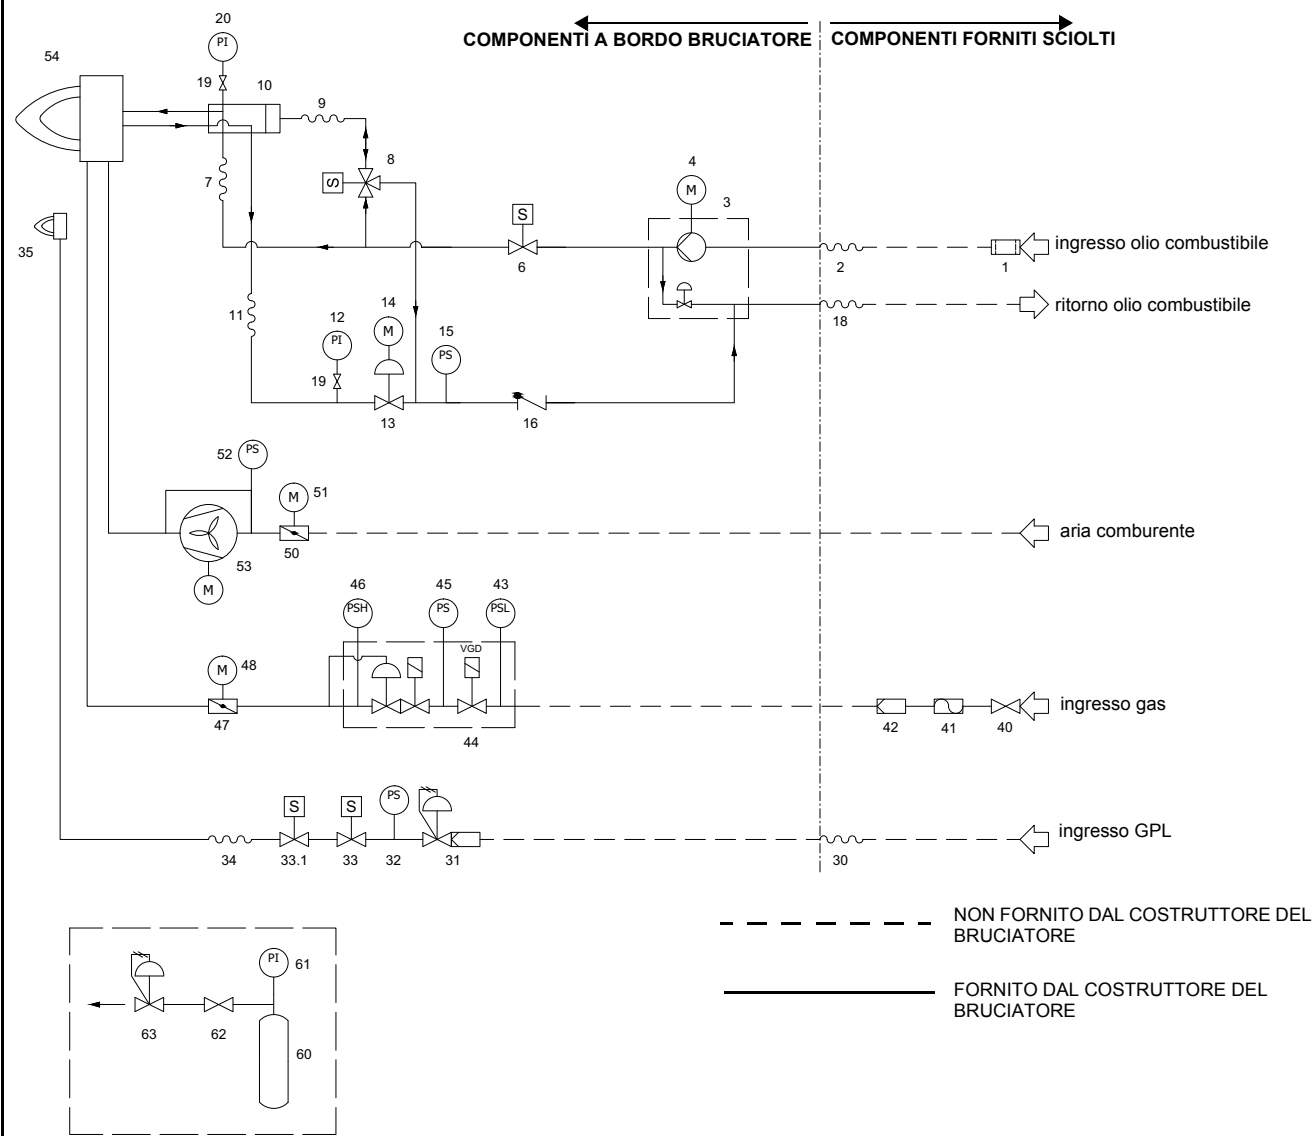 20
PI
54
19
10
9
COMPONENTI A BORDO BRUCIATORE
COMPONENTI FORNITI SCIOLTI
8
S
7
4
M
3
S
6
2
1
ingresso olio combustibile
35
18
ritorno olio combustibile
11
12
PI
19
14
M
13
15
PS
16
52
PS
M
51
50
53
M
aria comburente
46
PSH
45
PS
43
PSL
VGD
M
48
47
44
42
41
40
ingresso gas
S
S
PS
34
33.1
33
32
31
30
ingresso GPL
NON FORNITO DAL COSTRUTTORE DEL
BRUCIATORE
FORNITO DAL COSTRUTTORE DEL
BRUCIATORE
PI
61
63
62
60